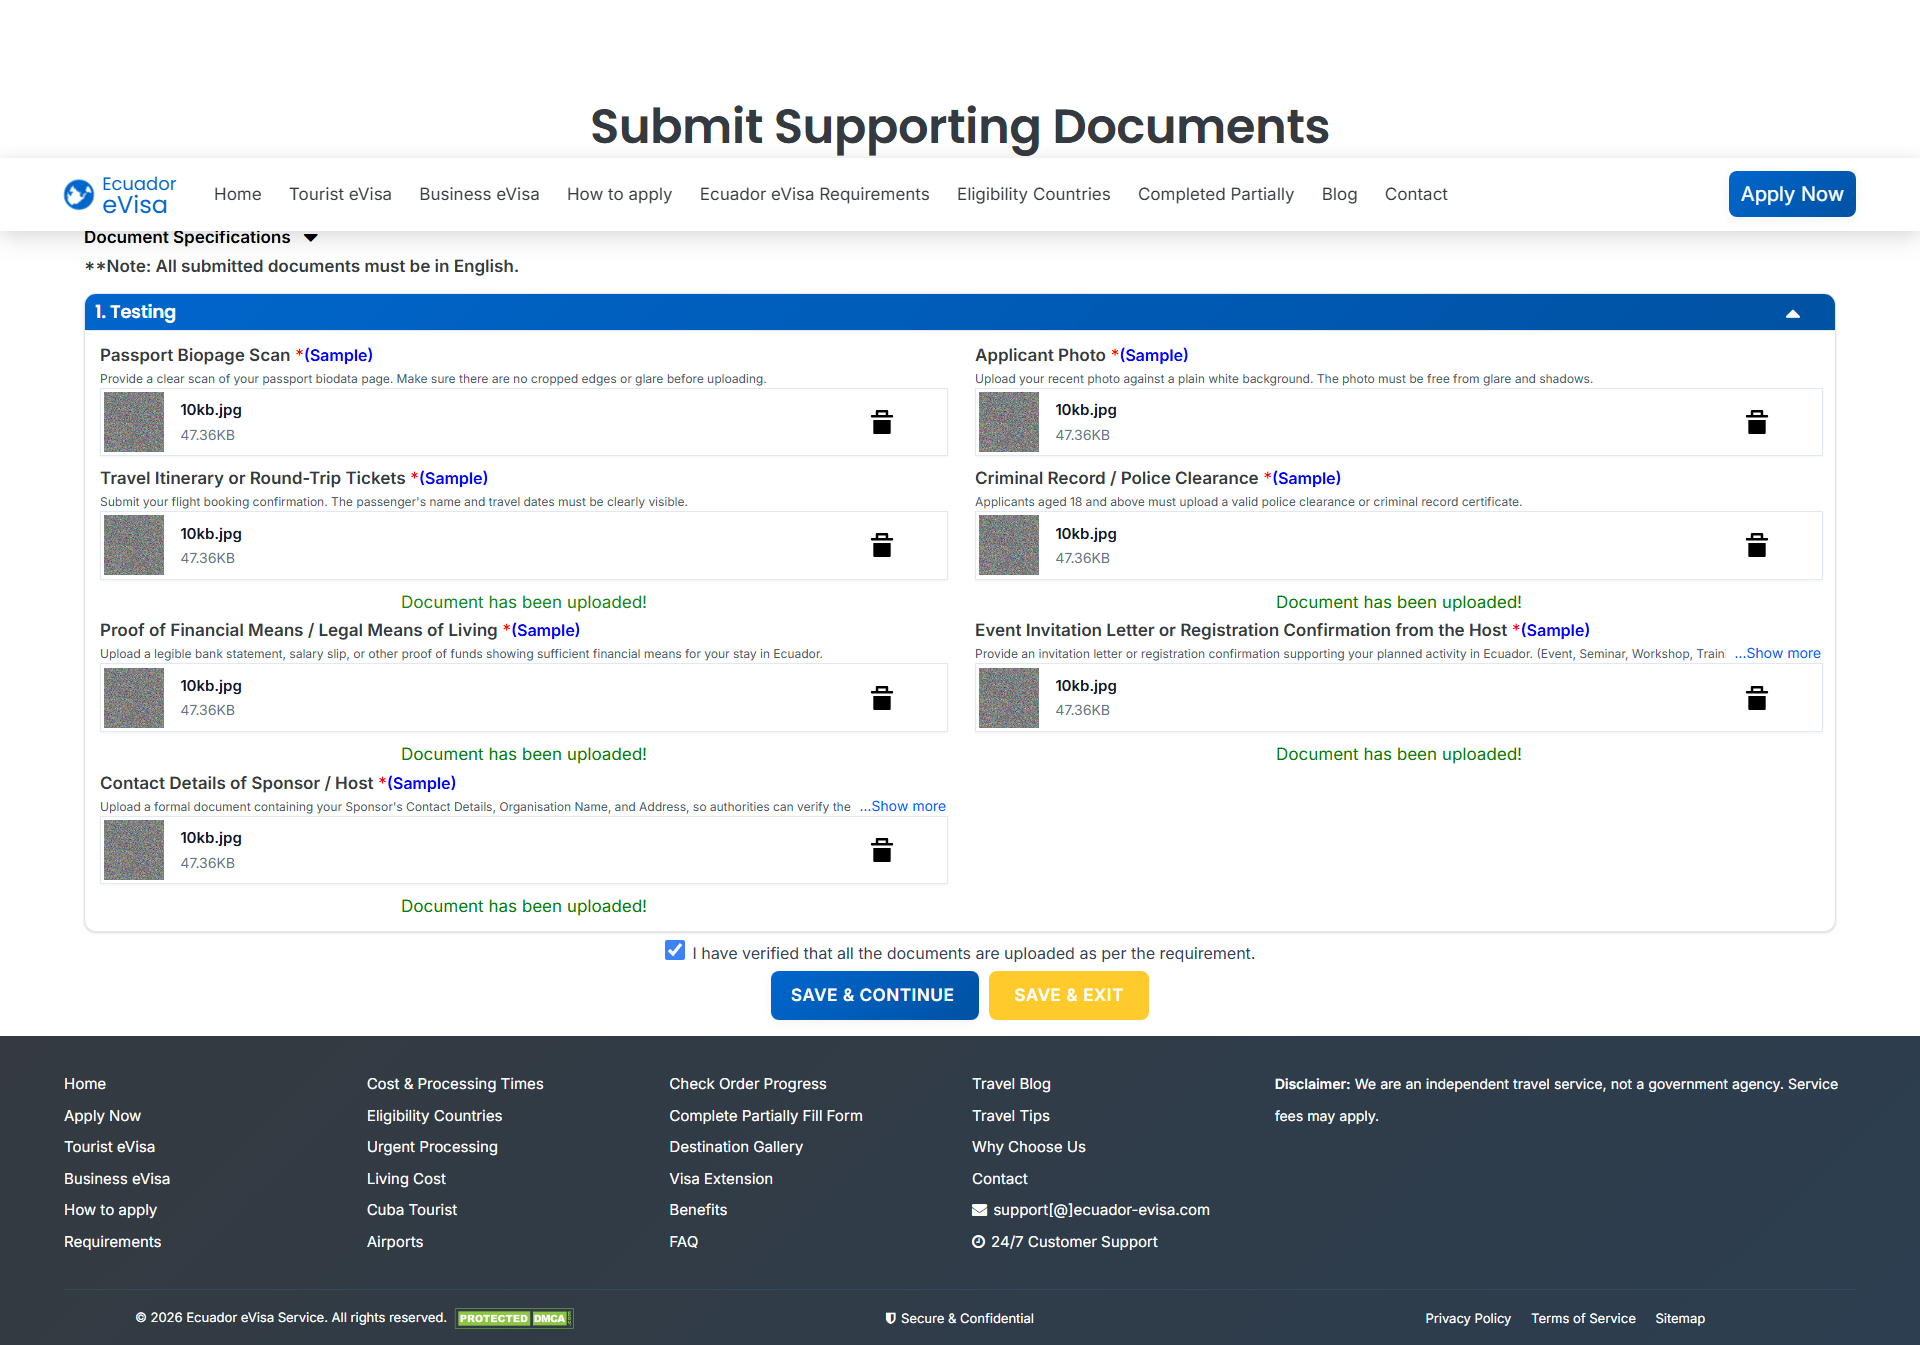 Submit Supporting Documents
Ecuador
eVisa
Home
Tourist eVisa
Business eVisa
How to apply
Ecuador eVisa Requirements
Eligibility Countries
Completed Partially
Blog
Contact
Apply Now
Document Specifications
**Note: All submitted documents must be in English.
1. Testing
Passport Biopage Scan *(Sample)
Provide a clear scan of your passport biodata page. Make sure there are no cropped edges or glare before uploading.
10kb.jpg
47.36KB
Applicant Photo *(Sample)
Upload your recent photo against a plain white background. The photo must be free from glare and shadows.
10kb.jpg
47.36KB
Travel Itinerary or Round-Trip Tickets *(Sample)
Submit your flight booking confirmation. The passenger's name and travel dates must be clearly visible.
10kb.jpg
47.36KB
Document has been uploaded!
Criminal Record / Police Clearance *(Sample)
Applicants aged 18 and above must upload a valid police clearance or criminal record certificate.
10kb.jpg
47.36KB
Document has been uploaded!
Proof of Financial Means / Legal Means of Living *(Sample)
Upload a legible bank statement, salary slip, or other proof of funds showing sufficient financial means for your stay in Ecuador.
10kb.jpg
47.36KB
Document has been uploaded!
Event Invitation Letter or Registration Confirmation from the Host *(Sample)
Provide an invitation letter or registration confirmation supporting your planned activity in Ecuador. (Event, Seminar, Workshop, Train ...Show more
10kb.jpg
47.36KB
Document has been uploaded!
Contact Details of Sponsor / Host *(Sample)
Upload a formal document containing your Sponsor's Contact Details, Organisation Name, and Address, so authorities can verify the ...Show more
10kb.jpg
47.36KB
Document has been uploaded!
I have verified that all the documents are uploaded as per the requirement.
SAVE & CONTINUE
SAVE & EXIT
Home
Apply Now
Tourist eVisa
Business eVisa
How to apply
Requirements
Cost & Processing Times
Eligibility Countries
Urgent Processing
Living Cost
Cuba Tourist
Airports
Check Order Progress
Complete Partially Fill Form
Destination Gallery
Visa Extension
Benefits
FAQ
Travel Blog
Travel Tips
Why Choose Us
Contact
support[@]ecuador-evisa.com
24/7 Customer Support
Disclaimer: We are an independent travel service, not a government agency. Service
fees may apply.
© 2026 Ecuador eVisa Service. All rights reserved.
PROTECTED DMCA
Secure & Confidential
Privacy Policy
Terms of Service
Sitemap